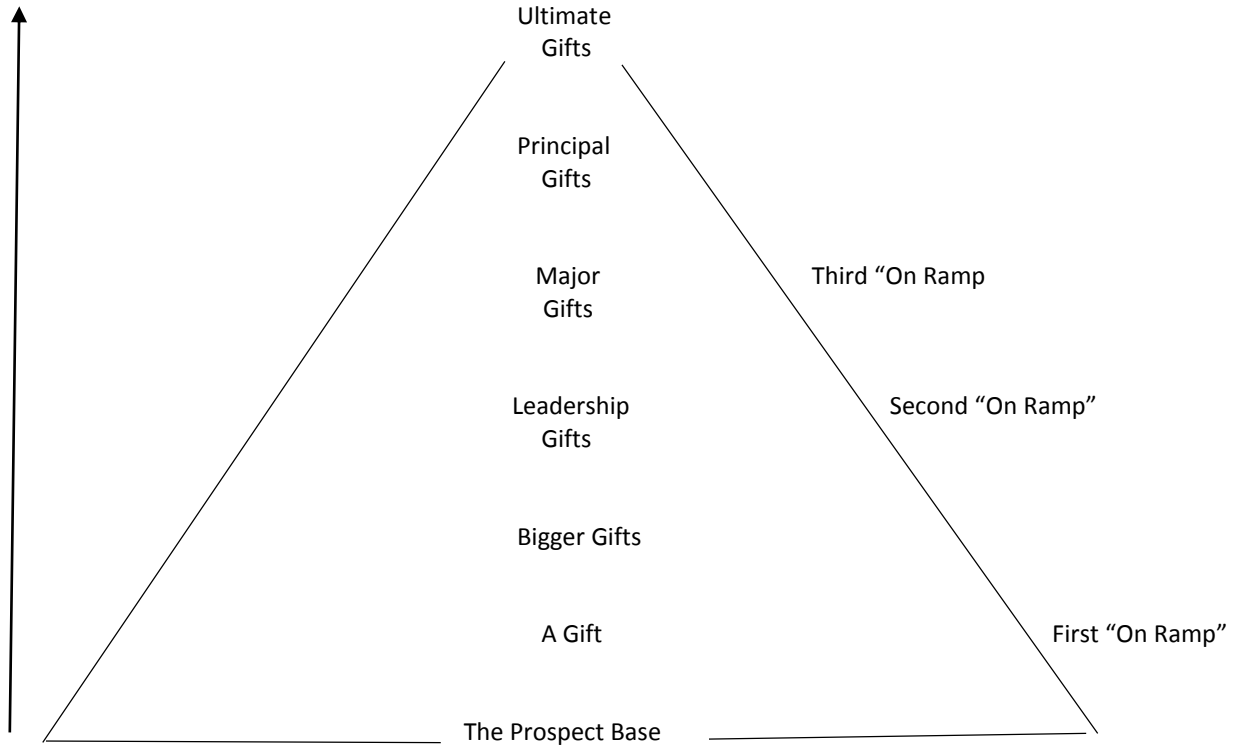 Ultimate
Gifts
Principal
Gifts
Major
Gifts
Third “On Ramp
Leadership
Gifts
Second “On Ramp”
Bigger Gifts
A Gift
First “On Ramp”
The Prospect Base